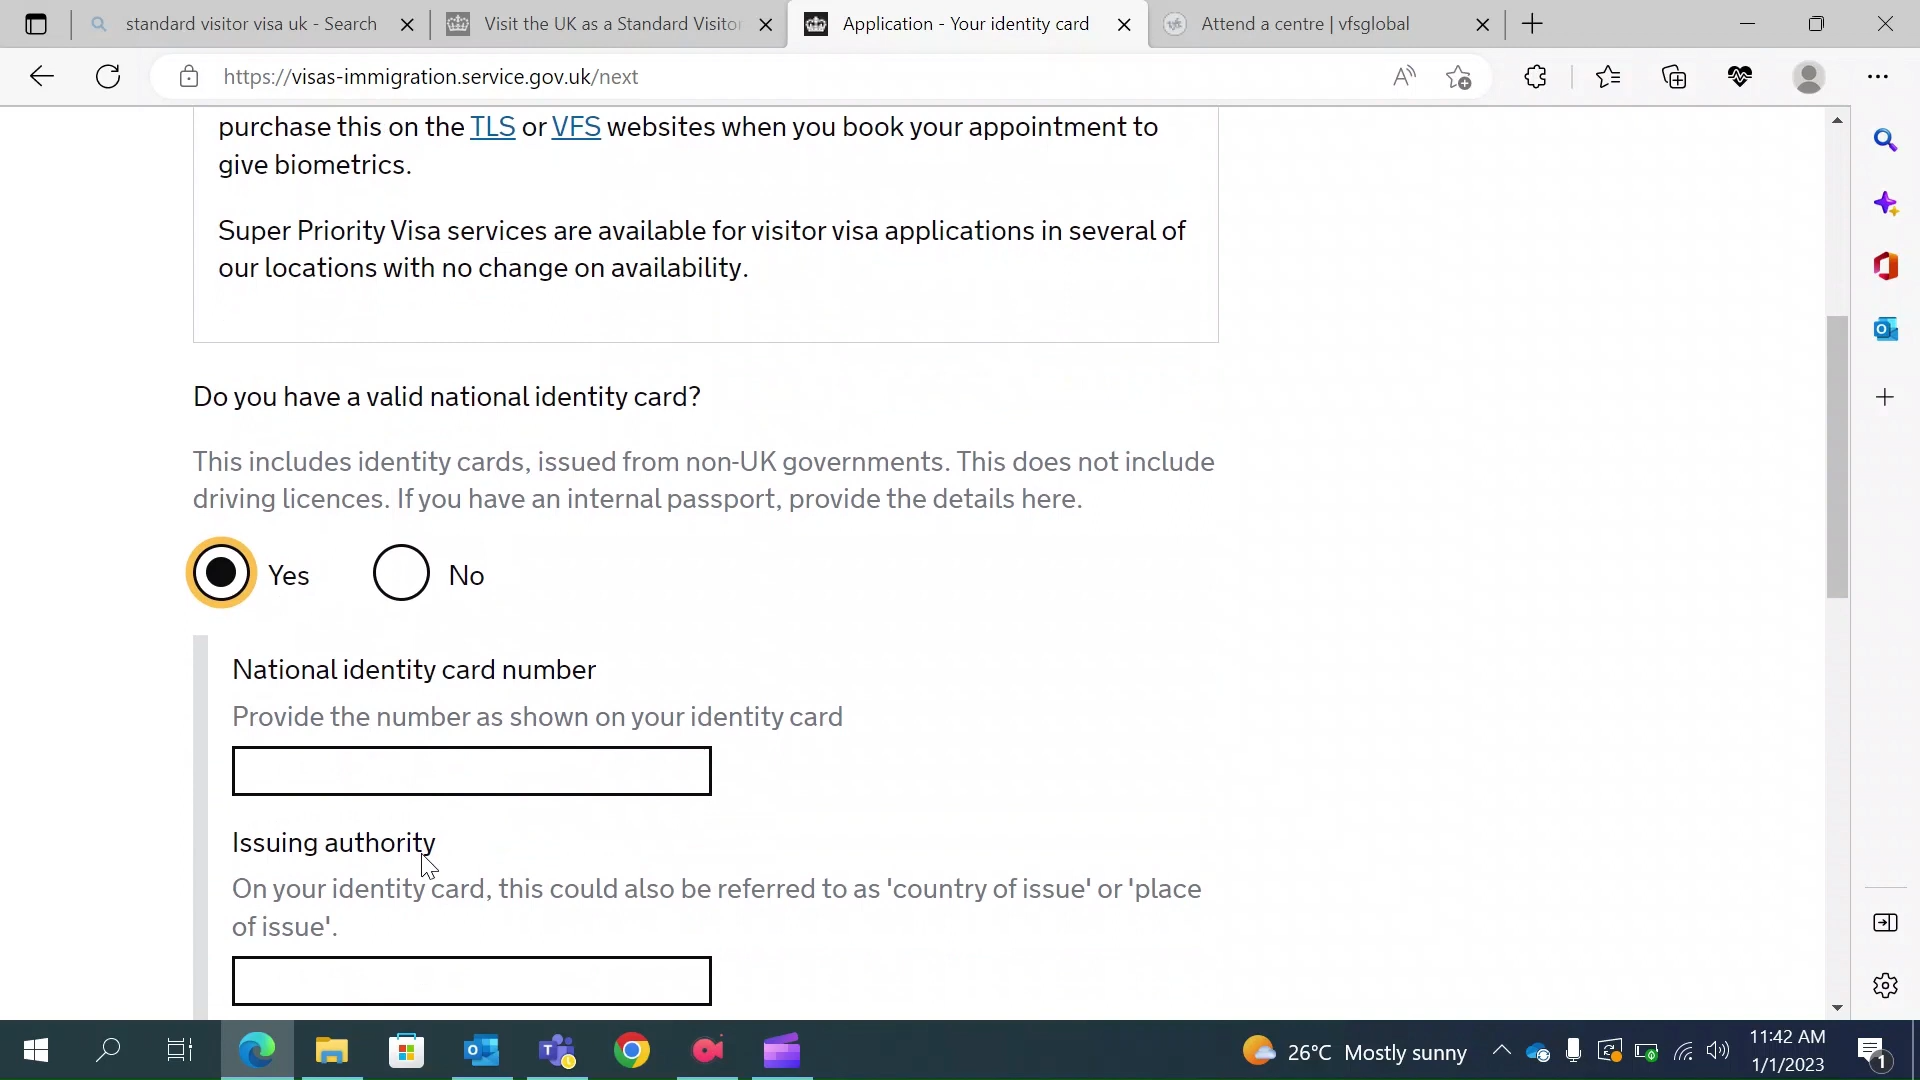 standard visitor visa uk - Search
Visit the UK as a Standard Visitor
Application - Your identity card
Attend a centre | vfsglobal
https://visas-immigration.service.gov.uk/next
purchase this on the TLS or VFS websites when you book your appointment to
give biometrics.
Super Priority Visa services are available for visitor visa applications in several of
our locations with no change on availability.
Do you have a valid national identity card?
This includes identity cards, issued from non-UK governments. This does not include
driving licences. If you have an internal passport, provide the details here.
Yes
No
National identity card number
Provide the number as shown on your identity card
Issuing authority
On your identity card, this could also be referred to as 'country of issue' or 'place
of issue'.
26°C Mostly sunny
11:42 AM
1/1/2023
1